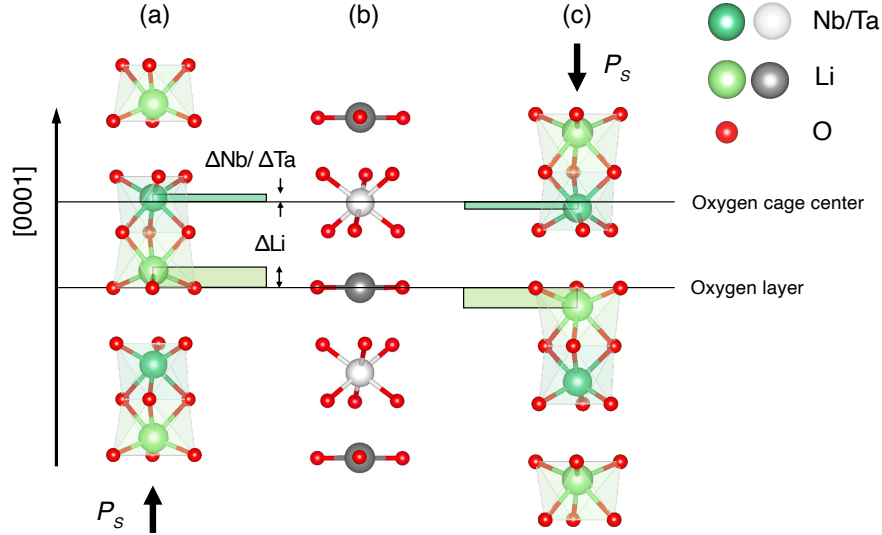 (a)
(b)
(c)
Nb/Ta
Li
O
P_S
[0001]
ΔNb/ ΔTa
ΔLi
Oxygen cage center
Oxygen layer
P_S